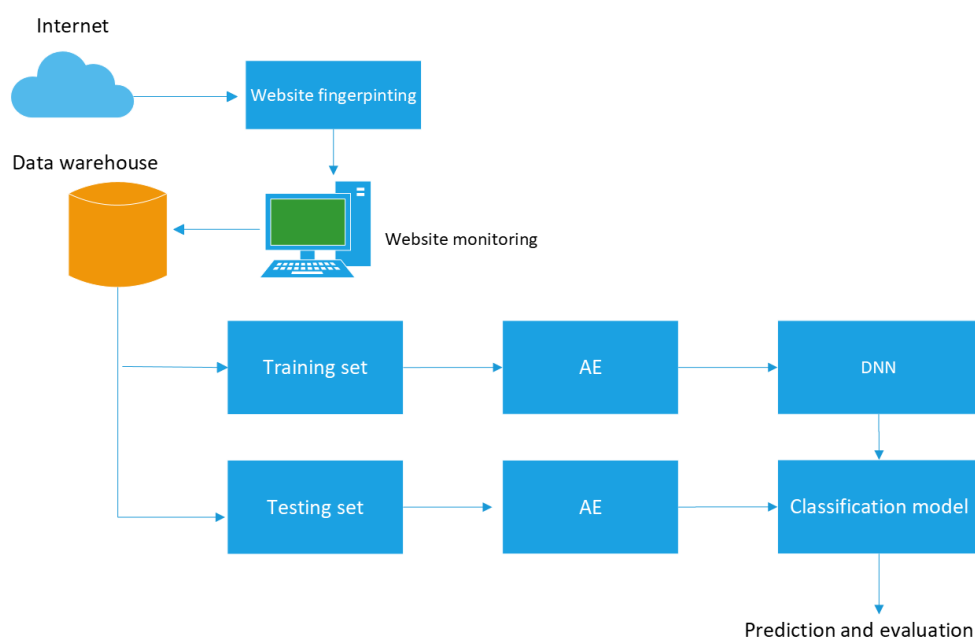 Internet
Website fingerpinting
Data warehouse
Website monitoring
Training set
AE
DNN
Testing set
AE
Classification model
Prediction and evaluation